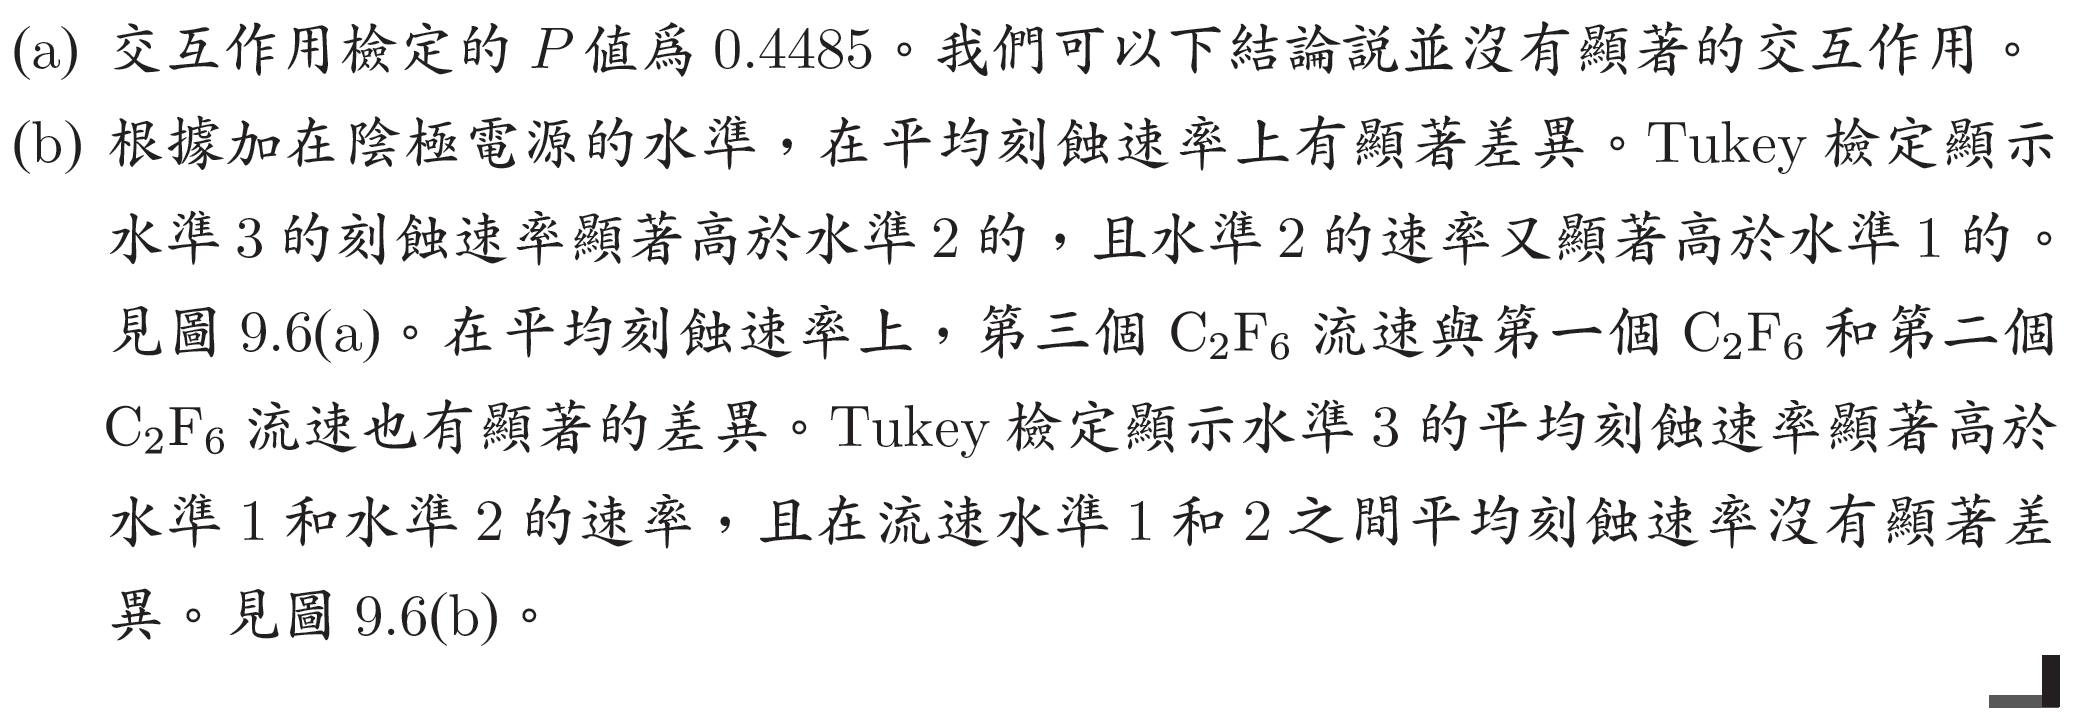 (a) 交互作用檢定的 P 值爲 0.4485。我們可以下結論説並沒有顯著的交互作用。
(b) 根據加在陰極電源的水準，在平均刻蝕速率上有顯著差異。Tukey 檢定顯示
水準 3 的刻蝕速率顯著高於水準 2 的，且水準 2 的速率又顯著高於水準 1 的。
見圖 9.6(a)。在平均刻蝕速率上，第三個 C₂F₆ 流速與第一個 C₂F₆ 和第二個
C₂F₆ 流速也有顯著的差異。Tukey 檢定顯示水準 3 的平均刻蝕速率顯著高於
水準 1 和水準 2 的速率，且在流速水準 1 和 2 之間平均刻蝕速率沒有顯著差
異。見圖 9.6(b)。